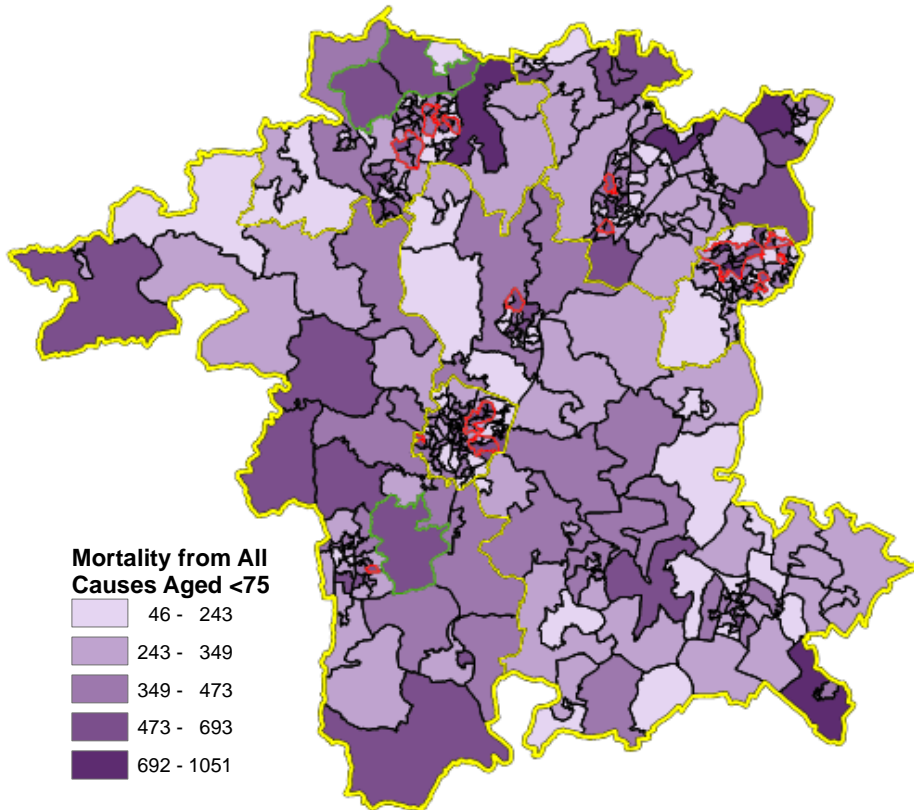 Mortality from All
Causes Aged <75
46 - 243
243 - 349
349 - 473
473 - 693
692 - 1051